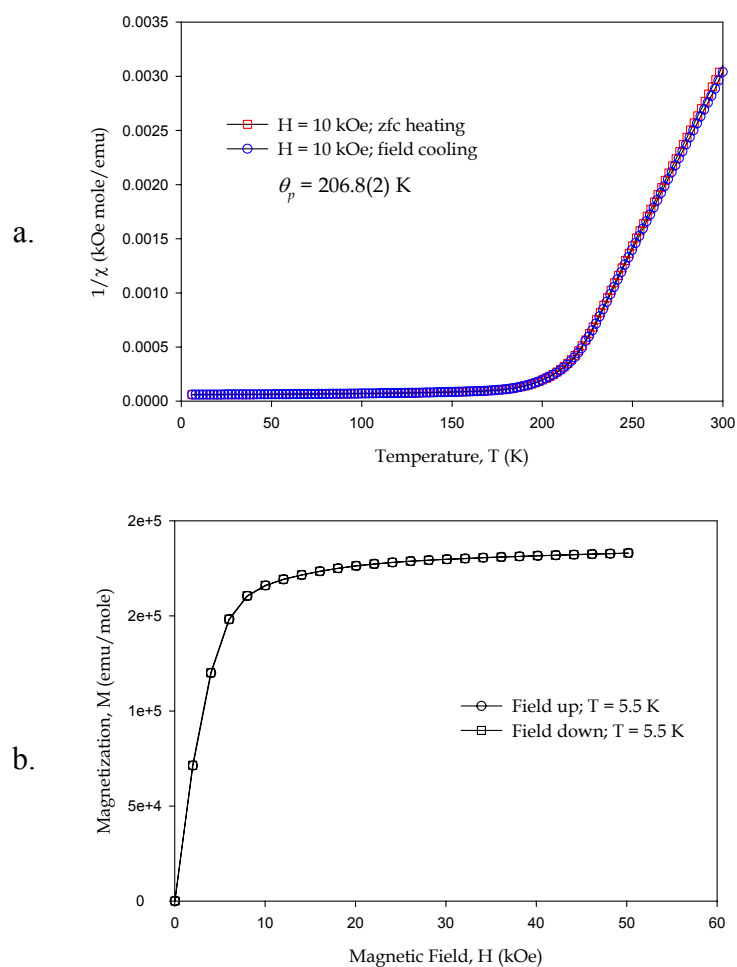 a.
1/χ (kOe mole/emu)
0.0035
0.0030
0.0025
0.0020
0.0015
0.0010
0.0005
0.0000
H = 10 kOe; zfc heating
H = 10 kOe; field cooling
θp = 206.8(2) K
0 50 100 150 200 250 300
Temperature, T (K)
b.
Magnetization, M (emu/mole)
2e+5
2e+5
1e+5
5e+4
0
Field up; T = 5.5 K
Field down; T = 5.5 K
0 10 20 30 40 50 60
Magnetic Field, H (kOe)